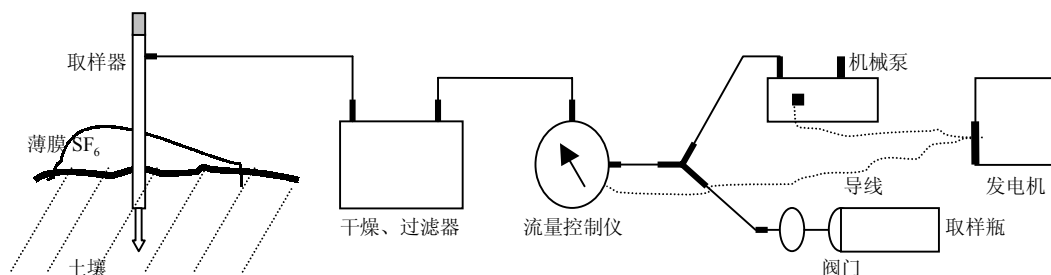 取样器
机械泵
薄膜 SF6
导线
发电机
干燥、过滤器
流量控制仪
取样瓶
土壤
阀门